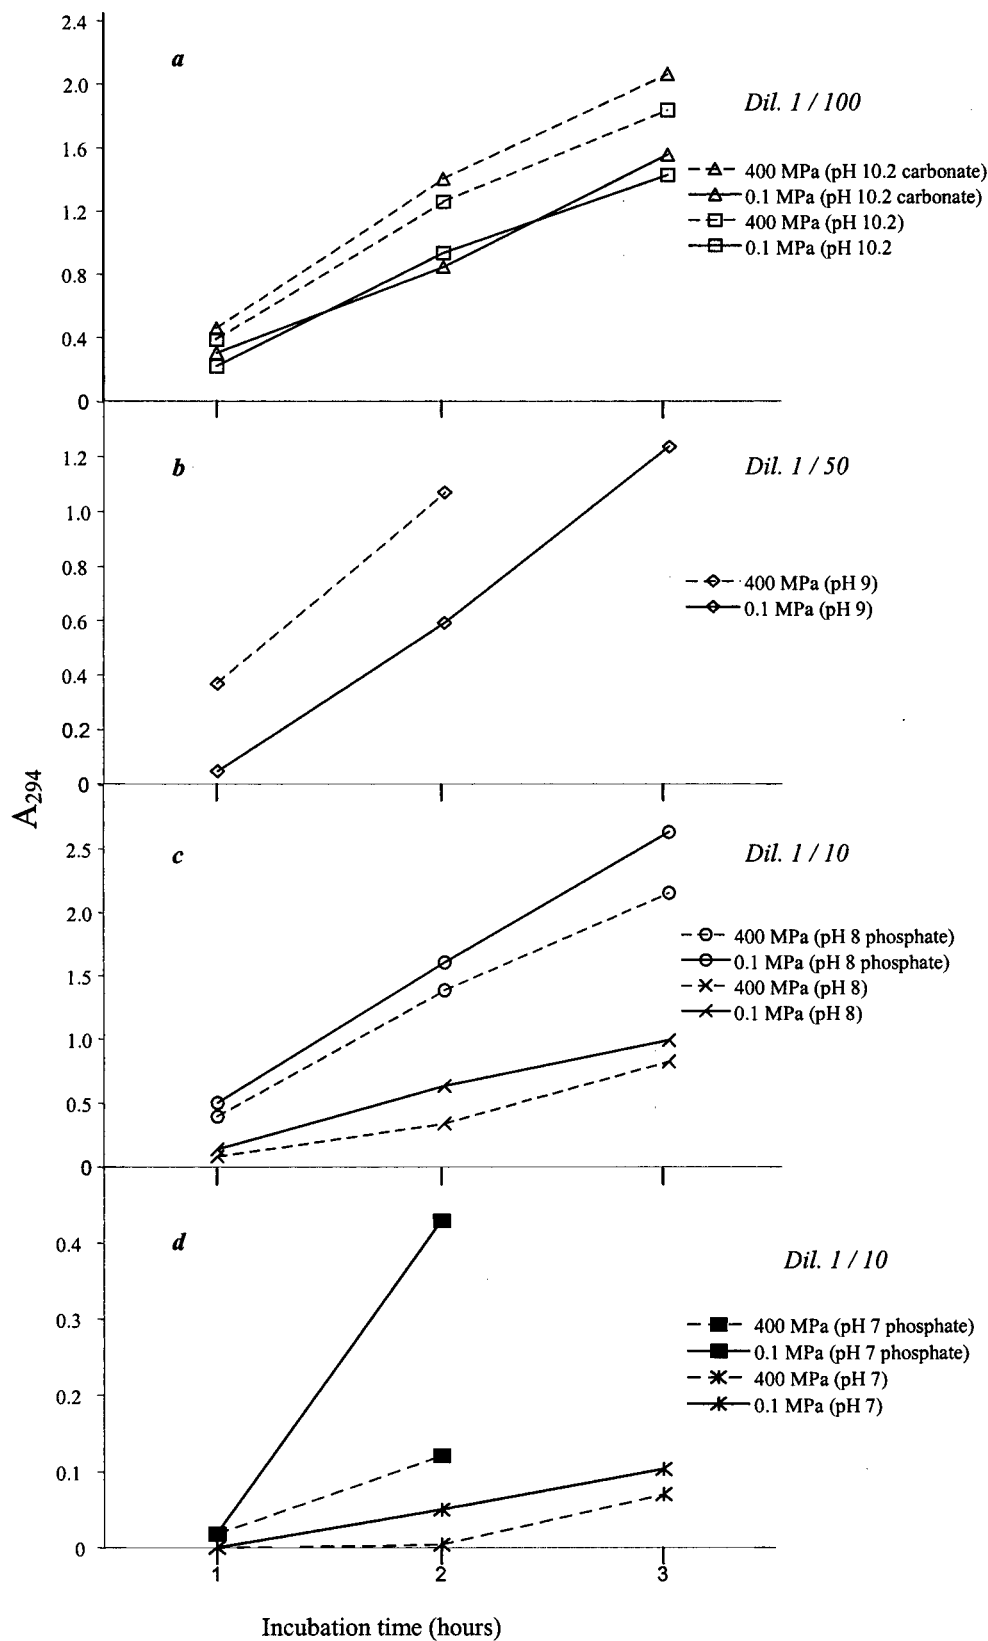 2.4
a
2.0
Dil. 1 / 100
1.6
400 MPa (pH 10.2 carbonate)
0.1 MPa (pH 10.2 carbonate)
1.2
400 MPa (pH 10.2)
0.1 MPa (pH 10.2
0.8
0.4
0
b
Dil. 1 / 50
1.2
1.0
0.8
400 MPa (pH 9)
0.1 MPa (pH 9)
0.6
0.4
0.2
0
A294
c
Dil. 1 / 10
2.5
2.0
400 MPa (pH 8 phosphate)
0.1 MPa (pH 8 phosphate)
1.5
400 MPa (pH 8)
0.1 MPa (pH 8)
1.0
0.5
0
d
Dil. 1 / 10
0.4
0.3
400 MPa (pH 7 phosphate)
0.1 MPa (pH 7 phosphate)
400 MPa (pH 7)
0.2
0.1 MPa (pH 7)
0.1
0
1 2 3
Incubation time (hours)